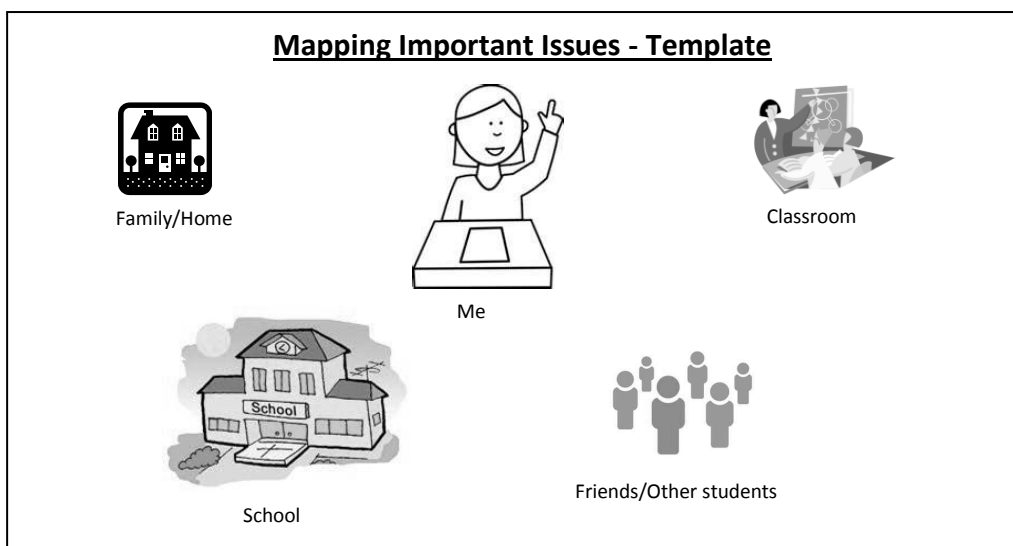 Mapping Important Issues - Template
Family/Home
Classroom
Me
School
School
Friends/Other students